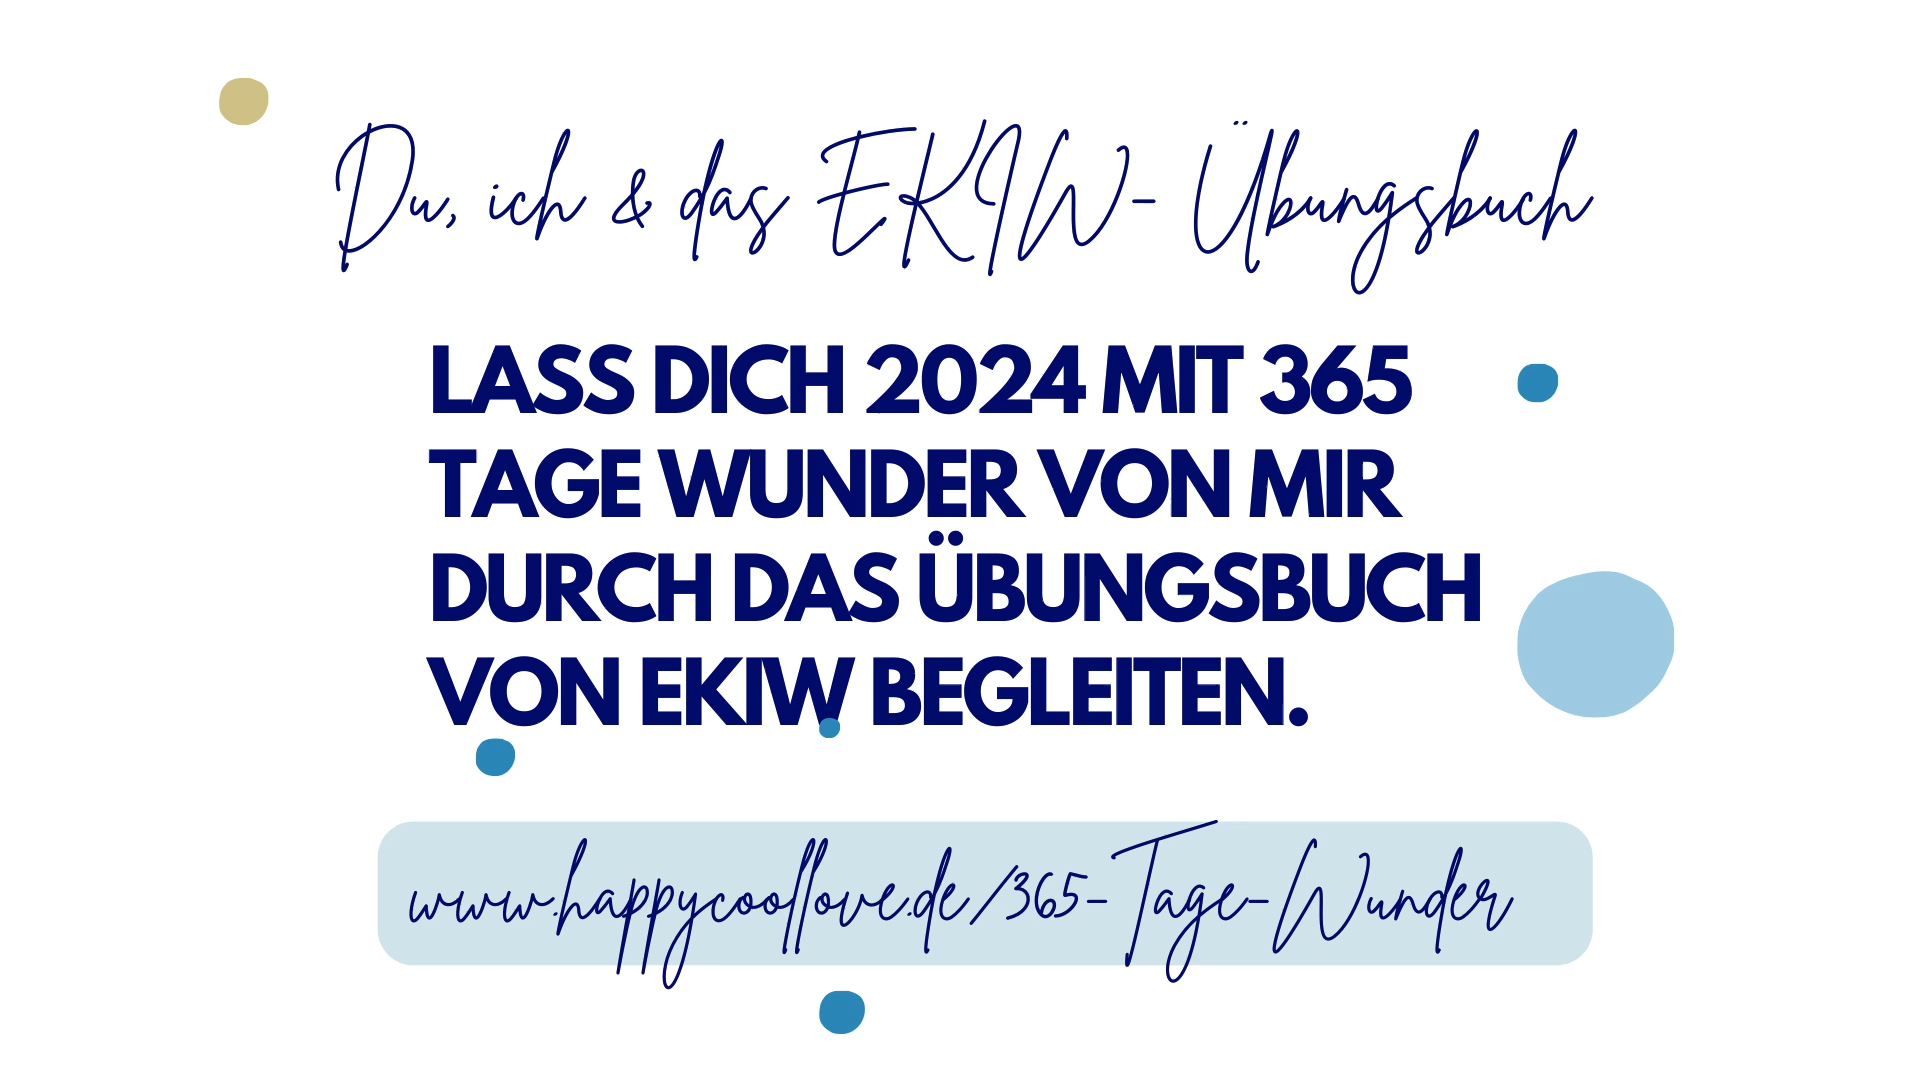 Du, ich & das EKIW- Übungsbuch
LASS DICH 2024 MIT 365
TAGE WUNDER VON MIR
DURCH DAS ÜBUNGSBUCH
VON EKIW BEGLEITEN.
www.happycoollove.de/365-Tage-Wunder